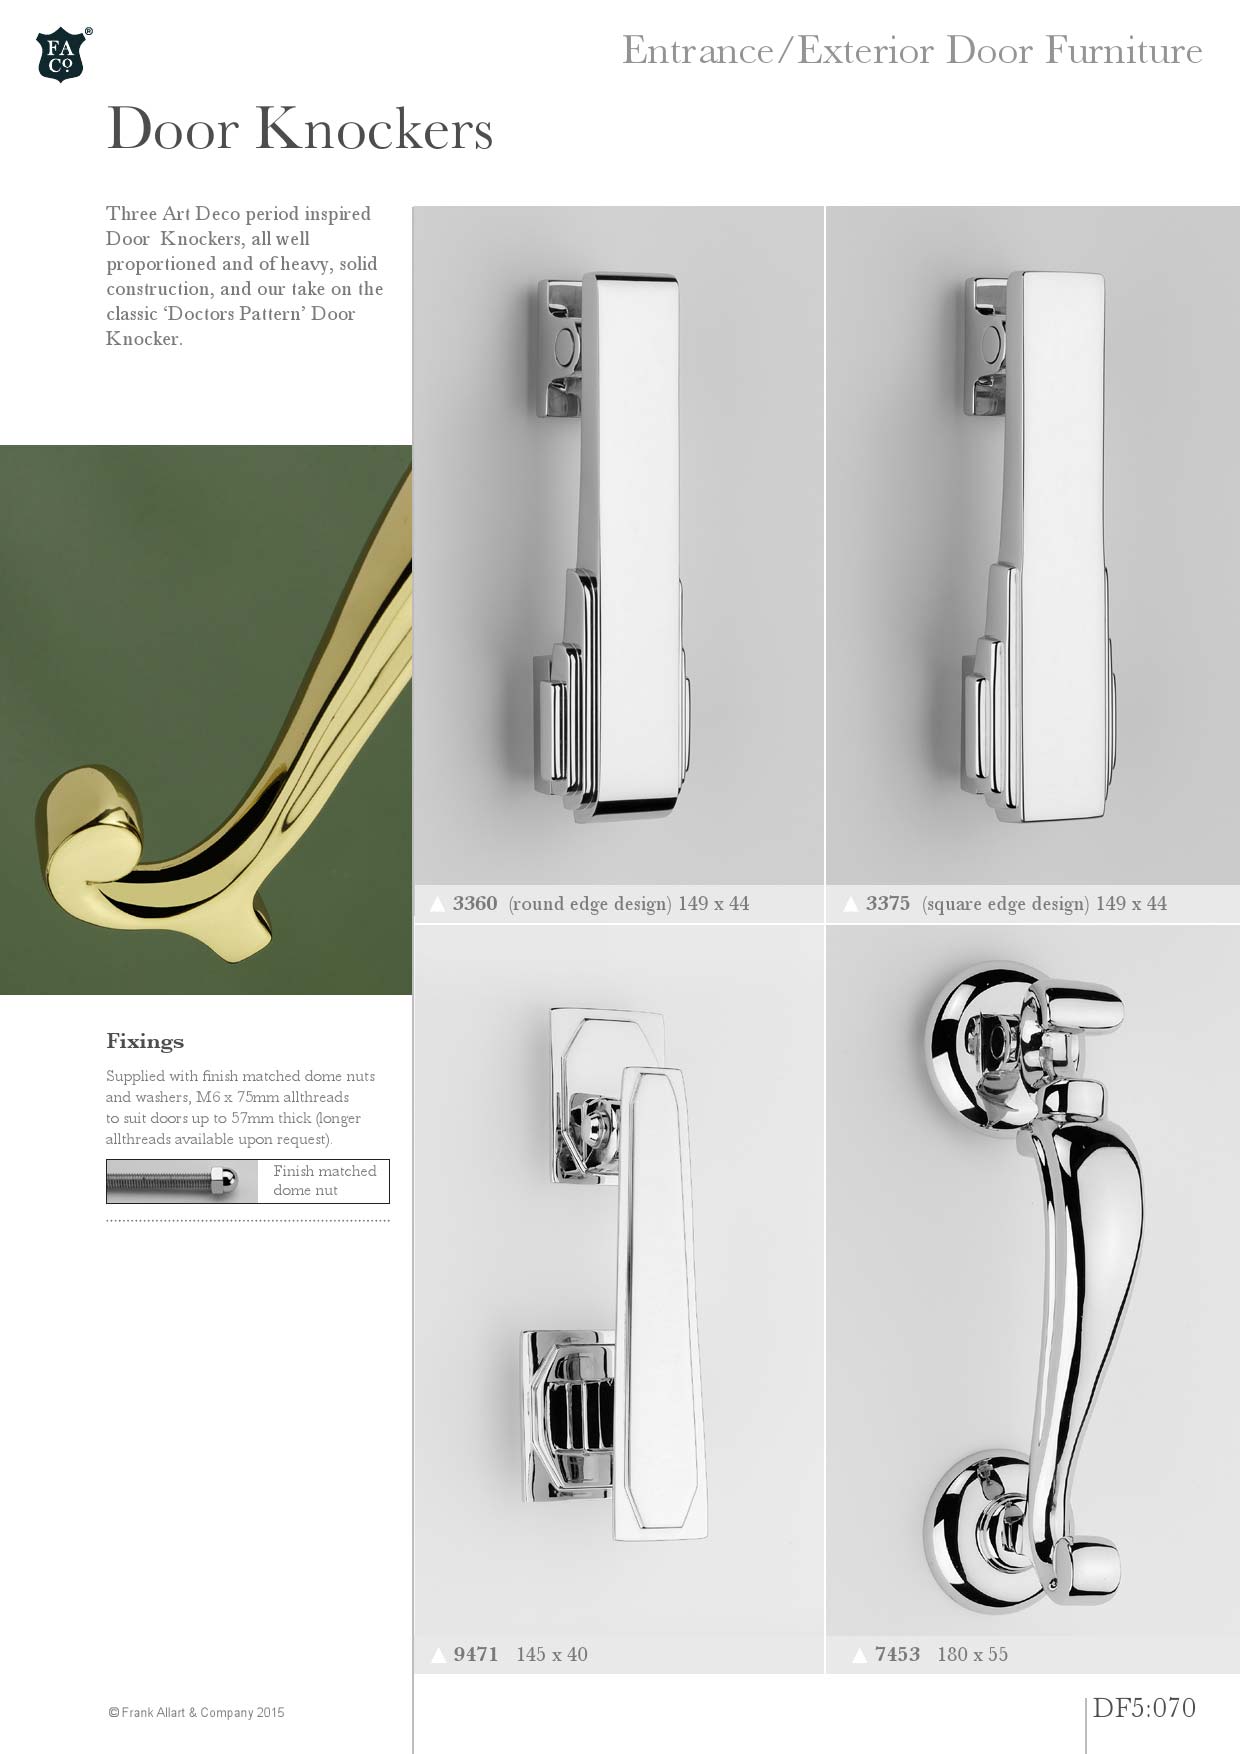 FA
Co.
®
Entrance/Exterior Door Furniture
Door Knockers
Three Art Deco period inspired
Door Knockers, all well
proportioned and of heavy, solid
construction, and our take on the
classic ‘Doctors Pattern’ Door
Knocker.
3360 (round edge design) 149 x 44
3375 (square edge design) 149 x 44
Fixings
Supplied with finish matched dome nuts
and washers, M6 x 75mm allthreads
to suit doors up to 57mm thick (longer
allthreads available upon request).
Finish matched
dome nut
9471 145 x 40
7453 180 x 55
© Frank Allart & Company 2015
DF5:070